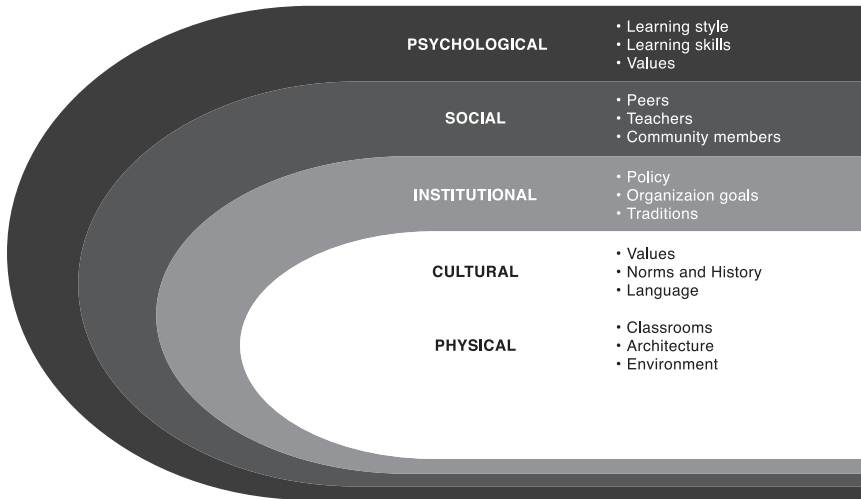 PSYCHOLOGICAL
• Learning style
• Learning skills
• Values
SOCIAL
• Peers
• Teachers
• Community members
INSTITUTIONAL
• Policy
• Organizaion goals
• Traditions
CULTURAL
• Values
• Norms and History
• Language
PHYSICAL
• Classrooms
• Architecture
• Environment